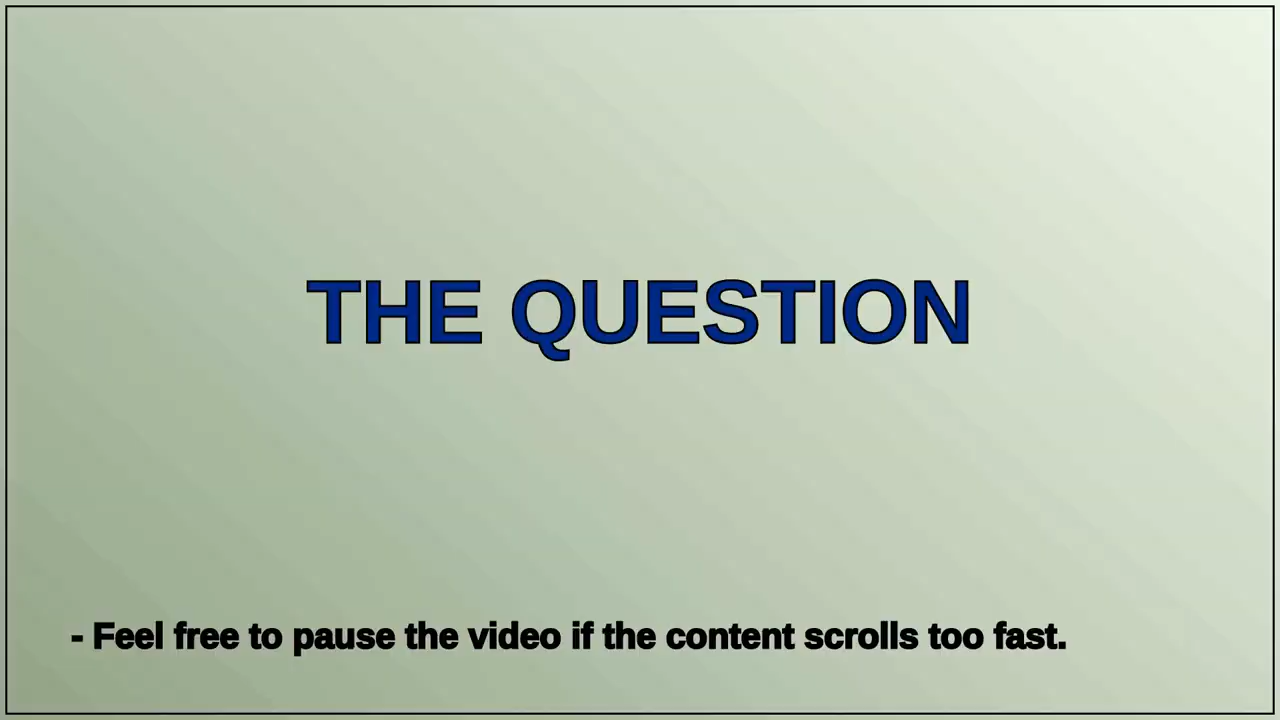 THE QUESTION
- Feel free to pause the video if the content scrolls too fast.